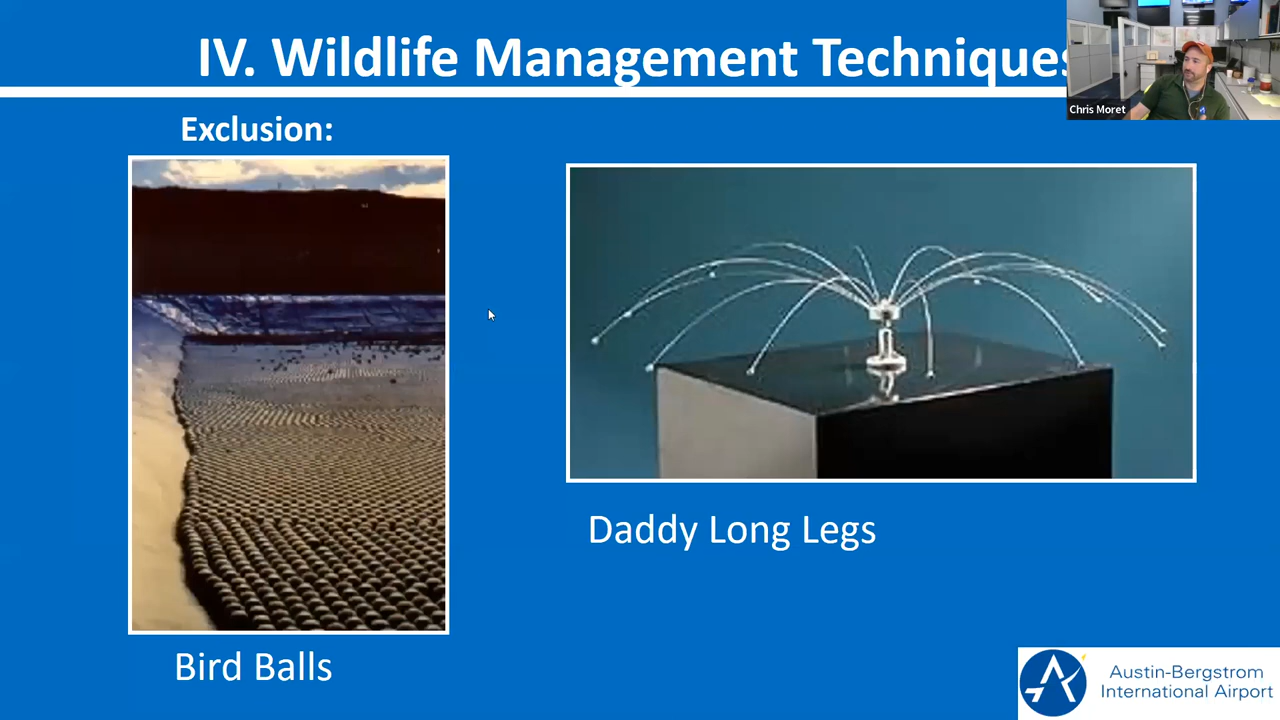 IV. Wildlife Management Techniques
Chris Moret
Exclusion:
Daddy Long Legs
Bird Balls
Austin-Bergstrom
International Airport